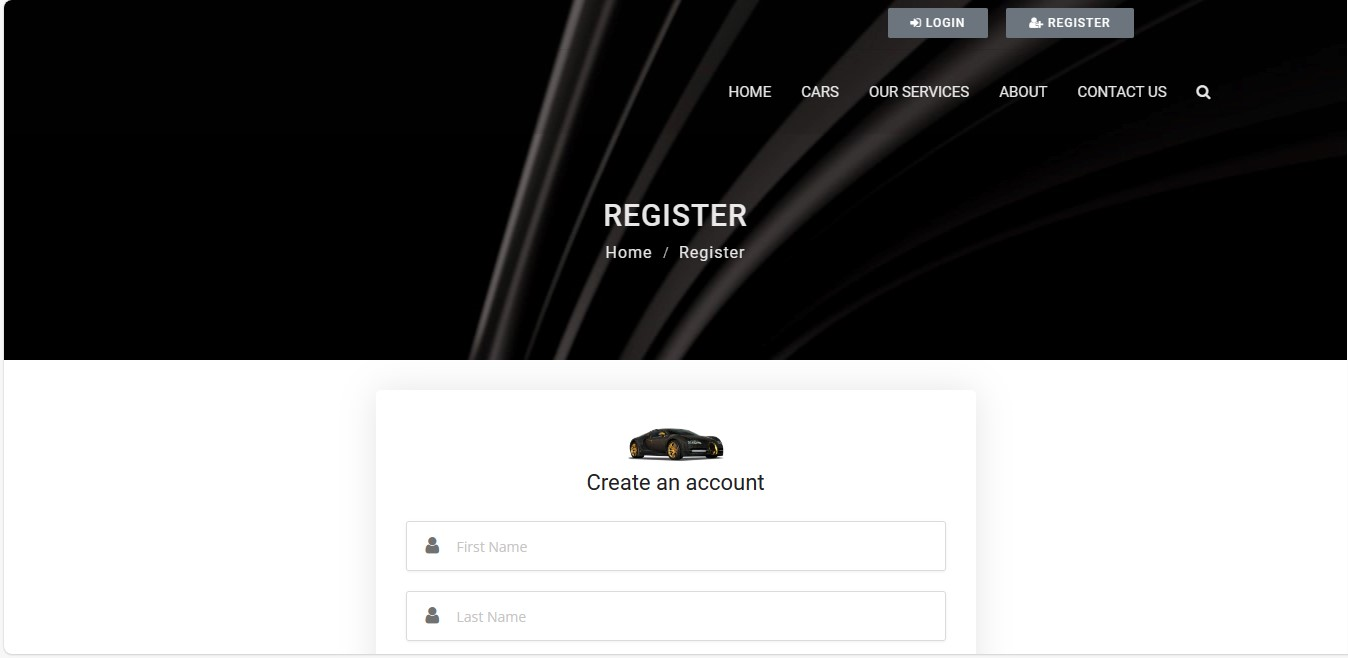 LOGIN REGISTER
HOME CARS OUR SERVICES ABOUT CONTACT US
REGISTER
Home / Register
Create an account
First Name
Last Name